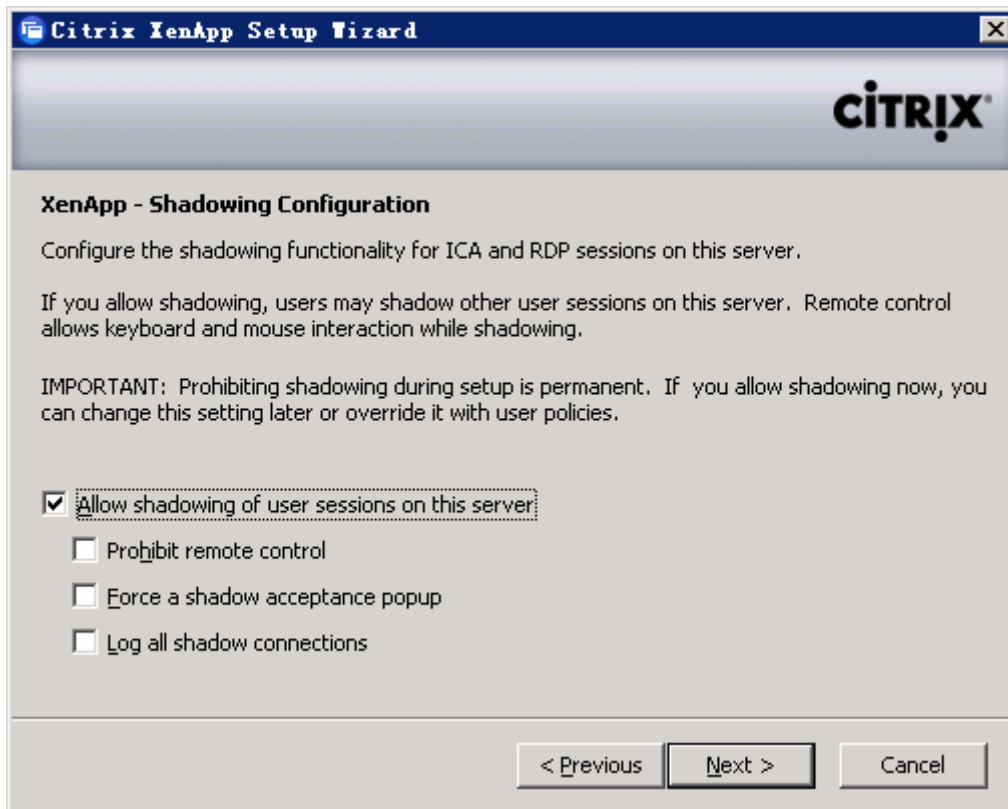 Citrix XenApp Setup Wizard
CİTRIX®
XenApp - Shadowing Configuration
Configure the shadowing functionality for ICA and RDP sessions on this server.
If you allow shadowing, users may shadow other user sessions on this server.  Remote control
allows keyboard and mouse interaction while shadowing.
IMPORTANT:  Prohibiting shadowing during setup is permanent.  If  you allow shadowing now, you
can change this setting later or override it with user policies.
Allow shadowing of user sessions on this server
Prohibit remote control
Force a shadow acceptance popup
Log all shadow connections
< Previous
Next >
Cancel